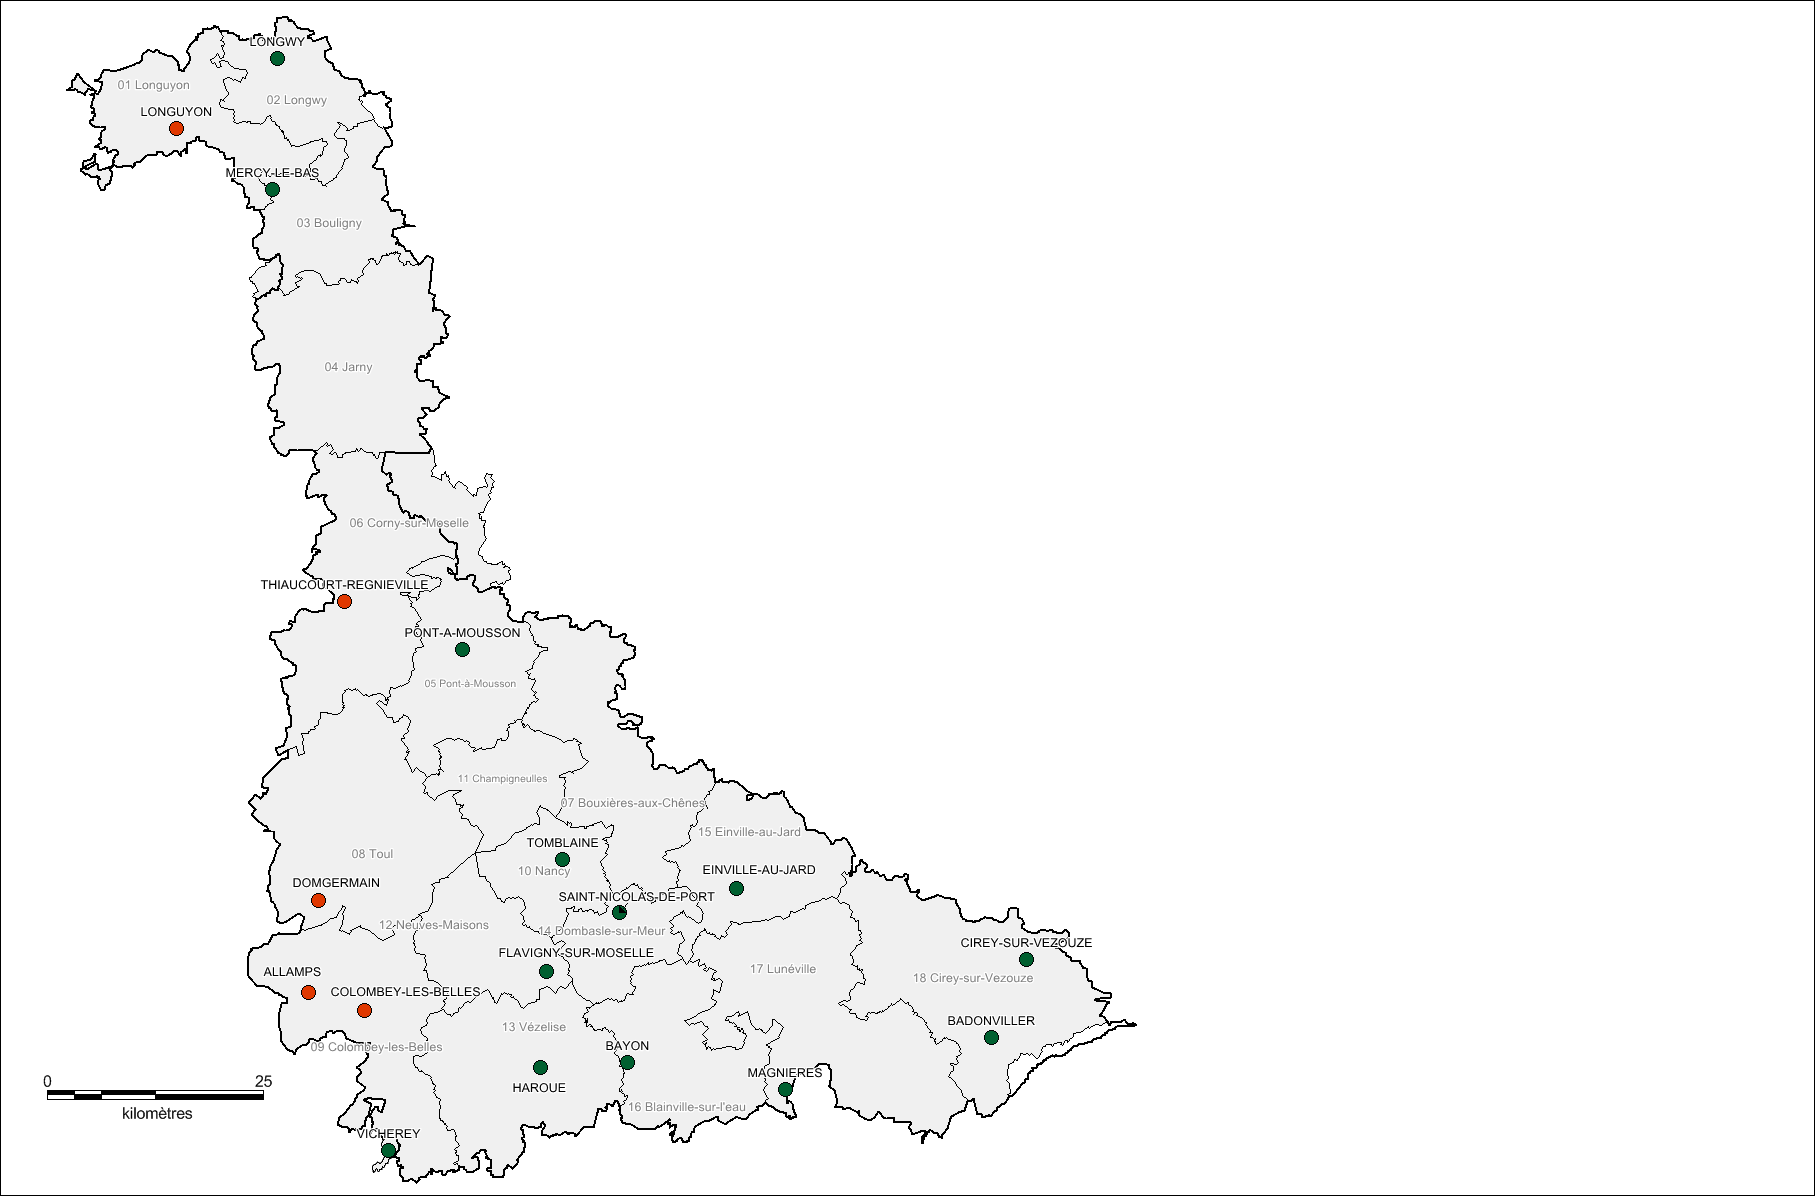 LONGWY
01 Longuyon
02 Longwy
LONGUYON
MERCY-LE-BAS
03 Bouligny
04 Jarny
06 Corny-sur-Moselle
THIAUCOURT-REGNIEVILLE
PONT-A-MOUSSON
05 Pont-à-Mousson
11 Champigneulles
07 Bouxières-aux-Chênes
15 Einville-au-Jard
TOMBLAINE
08 Toul
10 Nancy
EINVILLE-AU-JARD
DOMGERMAIN
SAINT-NICOLAS-DE-PORT
12 Neuves-Maisons
14 Dombasle-sur-Meur
CIREY-SUR-VEZOUZE
FLAVIGNY-SUR-MOSELLE
17 Lunéville
ALLAMPS
18 Cirey-sur-Vezouze
COLOMBEY-LES-BELLES
13 Vézelise
BADONVILLER
09 Colombey-les-Belles
BAYON
MAGNIERES
0 25
HAROUE
16 Blainville-sur-l'eau
kilomètres
VICHEREY